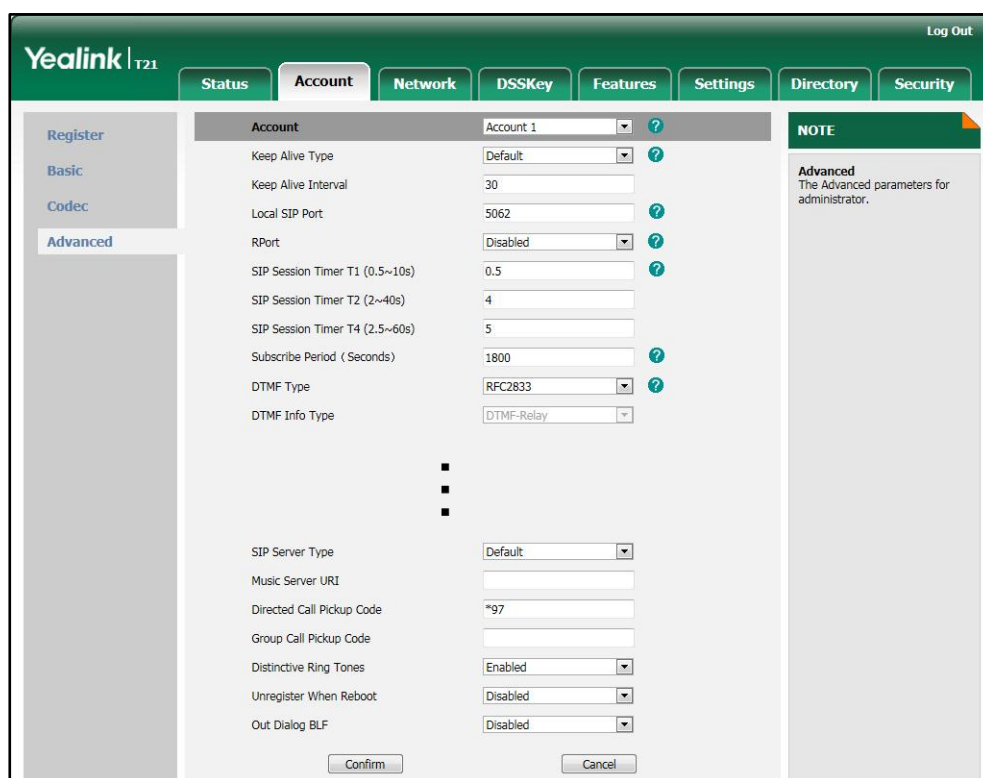 Log Out
Yealink T21
Status Account Network DSSKey Features Settings Directory Security
Register
Basic
Codec
Advanced
Account Account 1 ?
Keep Alive Type Default ?
Keep Alive Interval 30
Local SIP Port 5062 ?
RPort Disabled ?
SIP Session Timer T1 (0.5~10s) 0.5 ?
SIP Session Timer T2 (2~40s) 4
SIP Session Timer T4 (2.5~60s) 5
Subscribe Period (Seconds) 1800 ?
DTMF Type RFC2833 ?
DTMF Info Type DTMF-Relay
SIP Server Type Default
Music Server URI
Directed Call Pickup Code *97
Group Call Pickup Code
Distinctive Ring Tones Enabled
Unregister When Reboot Disabled
Out Dialog BLF Disabled
Confirm Cancel
NOTE
Advanced
The Advanced parameters for
administrator.